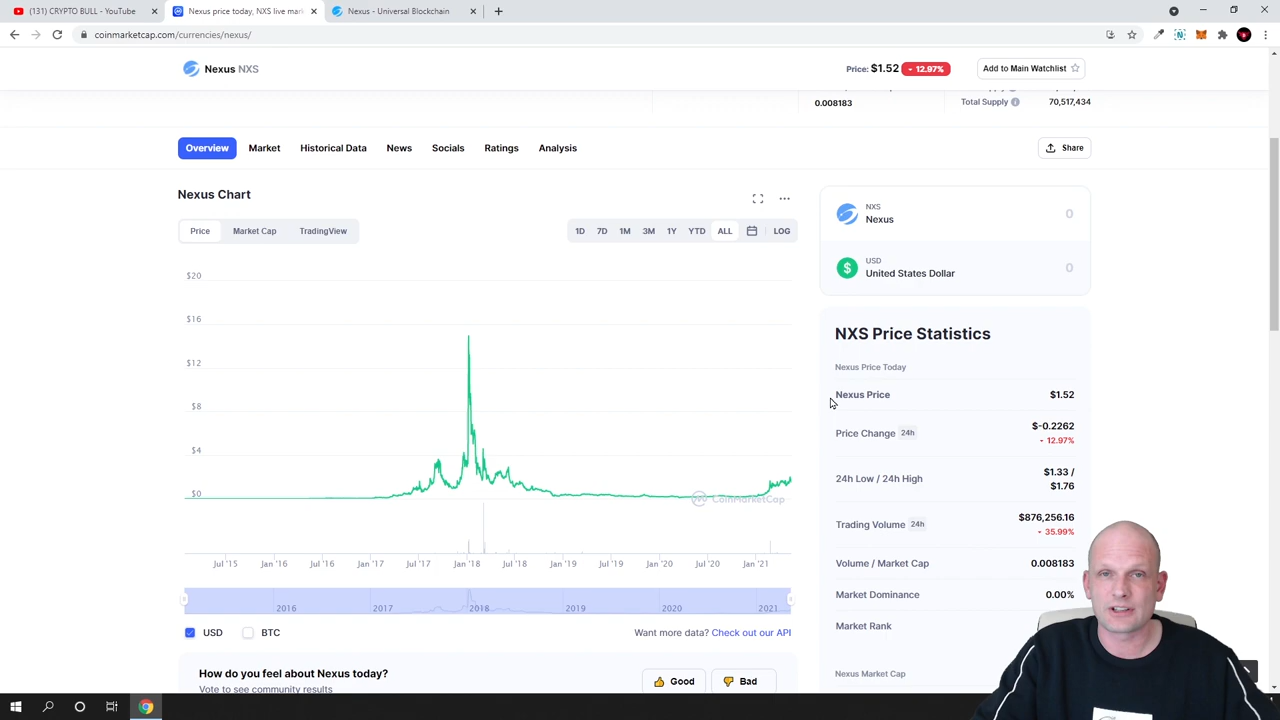 (131) CRYPTO BULL - YouTube
Nexus price today, NXS live mar
Nexus - Universal Blockchain
coinmarketcap.com/currencies/nexus/
Nexus NXS
Price: $1.52 12.97%
Add to Main Watchlist
0.008183
Total Supply
70,517,434
Overview
Market
Historical Data
News
Socials
Ratings
Analysis
Share
Nexus Chart
Price
Market Cap
TradingView
1D
7D
1M
3M
1Y
YTD
ALL
LOG
$20
$16
$12
$8
$4
$0
CoinMarketCap
Jul '15
Jan '16
Jul '16
Jan '17
Jul '17
Jan '18
Jul '18
Jan '19
Jul '19
Jan '20
Jul '20
Jan '21
2016
2017
2018
2019
2020
2021
USD
BTC
Want more data? Check out our API
How do you feel about Nexus today?
Vote to see community results
Good
Bad
NXS
Nexus
0
USD
United States Dollar
0
NXS Price Statistics
Nexus Price Today
Nexus Price
$1.52
Price Change 24h
$-0.2262
12.97%
24h Low / 24h High
$1.33 /
$1.76
Trading Volume 24h
$876,256.16
35.99%
Volume / Market Cap
0.008183
Market Dominance
0.00%
Market Rank
Nexus Market Cap